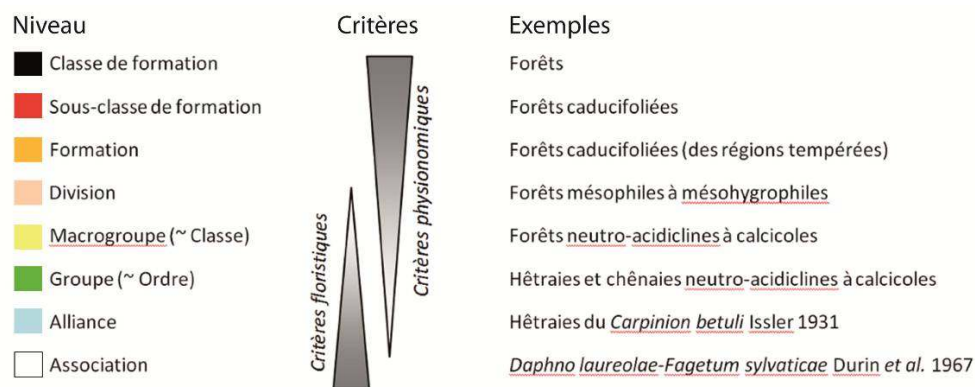 Niveau Critères Exemples
Classe de formation Forêts
Sous-classe de formation Forêts caducifoliées
Formation Forêts caducifoliées (des régions tempérées)
Division Forêts mésophiles à mésohygrophiles
Macrogroupe (~ Classe) Forêts neutro-acidiclines à calcicoles
Groupe (~ Ordre) Hêtraies et chênaies neutro-acidiclines à calcicoles
Alliance Hêtraies du Carpinion betuli Issler 1931
Association Daphno laureolae-Fagetum sylvaticae Durin et al. 1967
Critères floristiques
Critères physionomiques